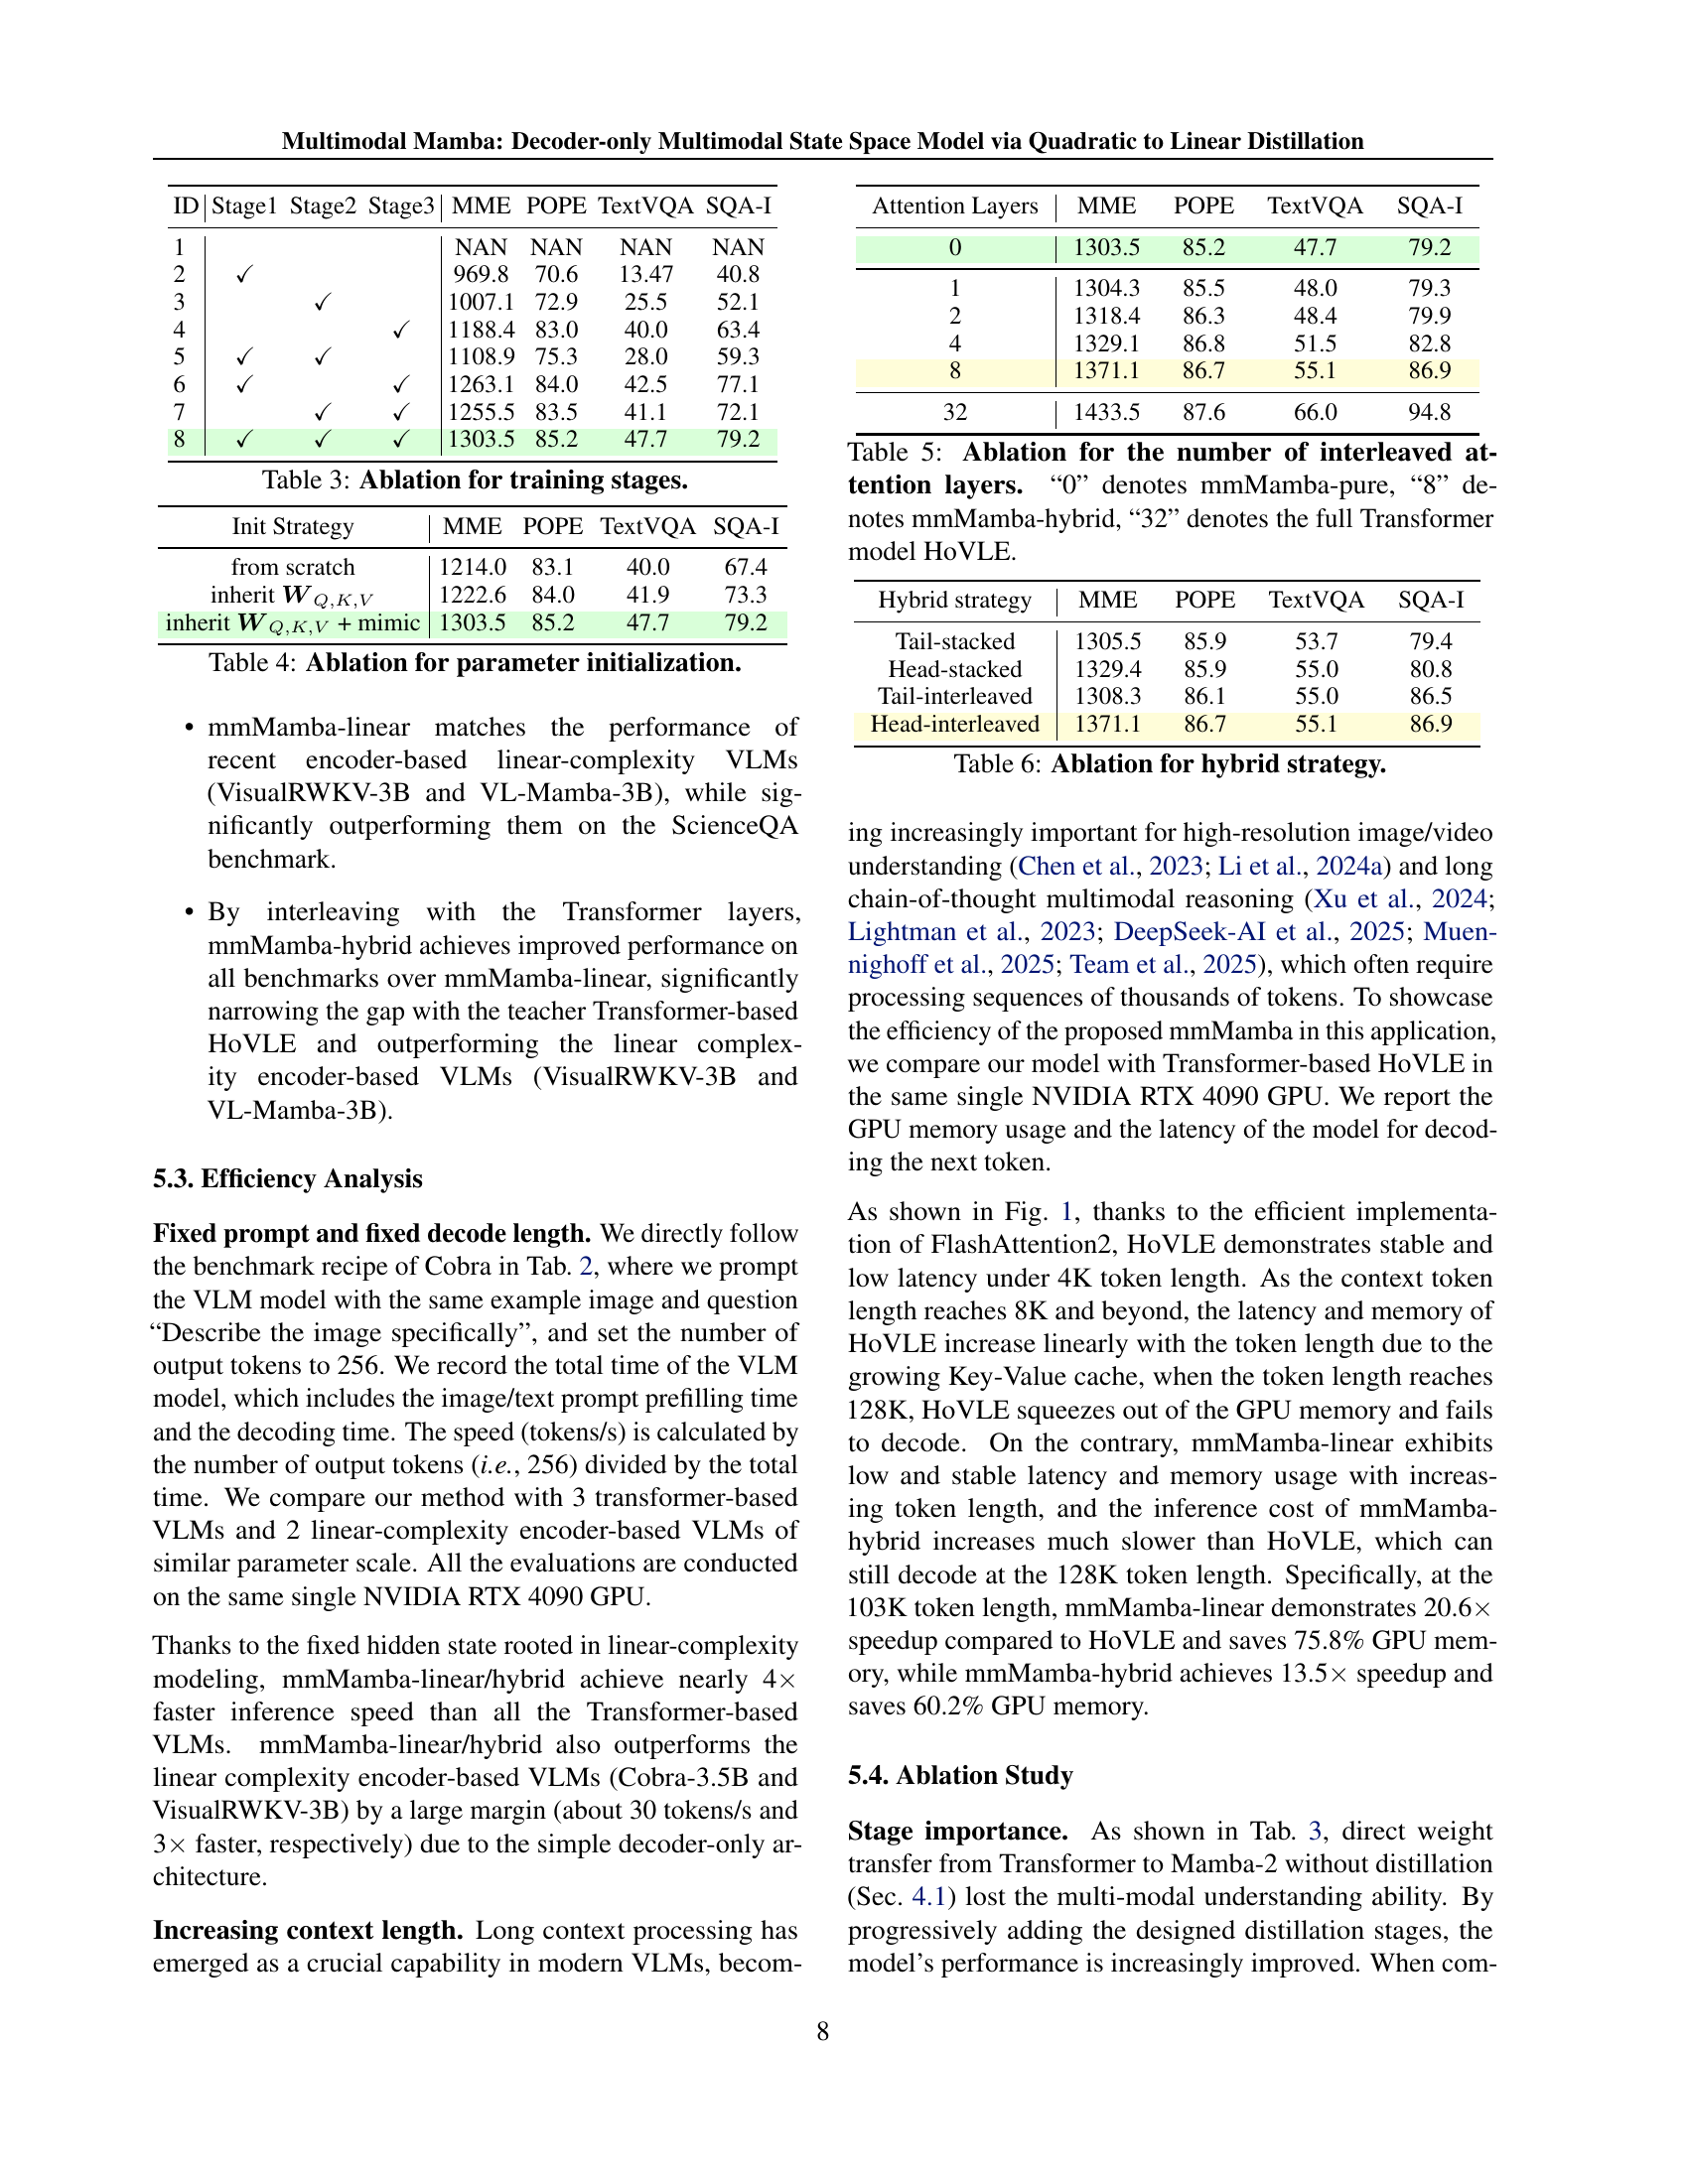 Multimodal Mamba: Decoder-only Multimodal State Space Model via Quadratic to Linear Distillation
ID Stage1 Stage2 Stage3 MME POPE TextVQA SQA-I
1 NAN NAN NAN NAN
2 ✓ 969.8 70.6 13.47 40.8
3 ✓ 1007.1 72.9 25.5 52.1
4 ✓ 1188.4 83.0 40.0 63.4
5 ✓ ✓ 1108.9 75.3 28.0 59.3
6 ✓ ✓ 1263.1 84.0 42.5 77.1
7 ✓ ✓ 1255.5 83.5 41.1 72.1
8 ✓ ✓ ✓ 1303.5 85.2 47.7 79.2
Table 3: Ablation for training stages.
Init Strategy MME POPE TextVQA SQA-I
from scratch 1214.0 83.1 40.0 67.4
inherit W Q,K,V 1222.6 84.0 41.9 73.3
inherit W Q,K,V + mimic 1303.5 85.2 47.7 79.2
Table 4: Ablation for parameter initialization.
• mmMamba-linear matches the performance of
recent encoder-based linear-complexity VLMs
(VisualRWKV-3B and VL-Mamba-3B), while sig-
nificantly outperforming them on the ScienceQA
benchmark.
• By interleaving with the Transformer layers,
mmMamba-hybrid achieves improved performance on
all benchmarks over mmMamba-linear, significantly
narrowing the gap with the teacher Transformer-based
HoVLE and outperforming the linear complex-
ity encoder-based VLMs (VisualRWKV-3B and
VL-Mamba-3B).
5.3. Efficiency Analysis
Fixed prompt and fixed decode length. We directly follow
the benchmark recipe of Cobra in Tab. 2, where we prompt
the VLM model with the same example image and question
“Describe the image specifically”, and set the number of
output tokens to 256. We record the total time of the VLM
model, which includes the image/text prompt prefilling time
and the decoding time. The speed (tokens/s) is calculated by
the number of output tokens (i.e., 256) divided by the total
time. We compare our method with 3 transformer-based
VLMs and 2 linear-complexity encoder-based VLMs of
similar parameter scale. All the evaluations are conducted
on the same single NVIDIA RTX 4090 GPU.
Thanks to the fixed hidden state rooted in linear-complexity
modeling, mmMamba-linear/hybrid achieve nearly 4×
faster inference speed than all the Transformer-based
VLMs. mmMamba-linear/hybrid also outperforms the
linear complexity encoder-based VLMs (Cobra-3.5B and
VisualRWKV-3B) by a large margin (about 30 tokens/s and
3× faster, respectively) due to the simple decoder-only ar-
chitecture.
Increasing context length. Long context processing has
emerged as a crucial capability in modern VLMs, becom-
Attention Layers MME POPE TextVQA SQA-I
0 1303.5 85.2 47.7 79.2
1 1304.3 85.5 48.0 79.3
2 1318.4 86.3 48.4 79.9
4 1329.1 86.8 51.5 82.8
8 1371.1 86.7 55.1 86.9
32 1433.5 87.6 66.0 94.8
Table 5: Ablation for the number of interleaved at-
tention layers. “0” denotes mmMamba-pure, “8” de-
notes mmMamba-hybrid, “32” denotes the full Transformer
model HoVLE.
Hybrid strategy MME POPE TextVQA SQA-I
Tail-stacked 1305.5 85.9 53.7 79.4
Head-stacked 1329.4 85.9 55.0 80.8
Tail-interleaved 1308.3 86.1 55.0 86.5
Head-interleaved 1371.1 86.7 55.1 86.9
Table 6: Ablation for hybrid strategy.
ing increasingly important for high-resolution image/video
understanding (Chen et al., 2023; Li et al., 2024a) and long
chain-of-thought multimodal reasoning (Xu et al., 2024;
Lightman et al., 2023; DeepSeek-AI et al., 2025; Muen-
nighoff et al., 2025; Team et al., 2025), which often require
processing sequences of thousands of tokens. To showcase
the efficiency of the proposed mmMamba in this application,
we compare our model with Transformer-based HoVLE in
the same single NVIDIA RTX 4090 GPU. We report the
GPU memory usage and the latency of the model for decod-
ing the next token.
As shown in Fig. 1, thanks to the efficient implementa-
tion of FlashAttention2, HoVLE demonstrates stable and
low latency under 4K token length. As the context token
length reaches 8K and beyond, the latency and memory of
HoVLE increase linearly with the token length due to the
growing Key-Value cache, when the token length reaches
128K, HoVLE squeezes out of the GPU memory and fails
to decode. On the contrary, mmMamba-linear exhibits
low and stable latency and memory usage with increas-
ing token length, and the inference cost of mmMamba-
hybrid increases much slower than HoVLE, which can
still decode at the 128K token length. Specifically, at the
103K token length, mmMamba-linear demonstrates 20.6×
speedup compared to HoVLE and saves 75.8% GPU mem-
ory, while mmMamba-hybrid achieves 13.5× speedup and
saves 60.2% GPU memory.
5.4. Ablation Study
Stage importance. As shown in Tab. 3, direct weight
transfer from Transformer to Mamba-2 without distillation
(Sec. 4.1) lost the multi-modal understanding ability. By
progressively adding the designed distillation stages, the
model’s performance is increasingly improved. When com-
8